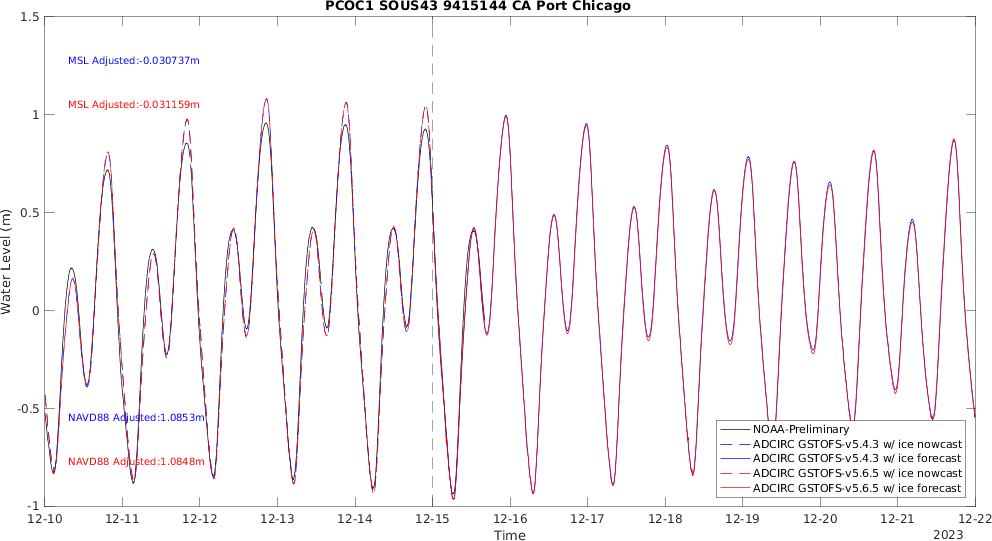 PCOC1 SOUS43 9415144 CA Port Chicago
1.5
1
0.5
0
-0.5
-1
Water Level (m)
MSL Adjusted:-0.030737m
MSL Adjusted:-0.031159m
NAVD88 Adjusted:1.0853m
NAVD88 Adjusted:1.0848m
NOAA-Preliminary
ADCIRC GSTOFS-v5.4.3 w/ ice nowcast
ADCIRC GSTOFS-v5.4.3 w/ ice forecast
ADCIRC GSTOFS-v5.6.5 w/ ice nowcast
ADCIRC GSTOFS-v5.6.5 w/ ice forecast
12-10 12-11 12-12 12-13 12-14 12-15 12-16 12-17 12-18 12-19 12-20 12-21 12-22
Time
2023